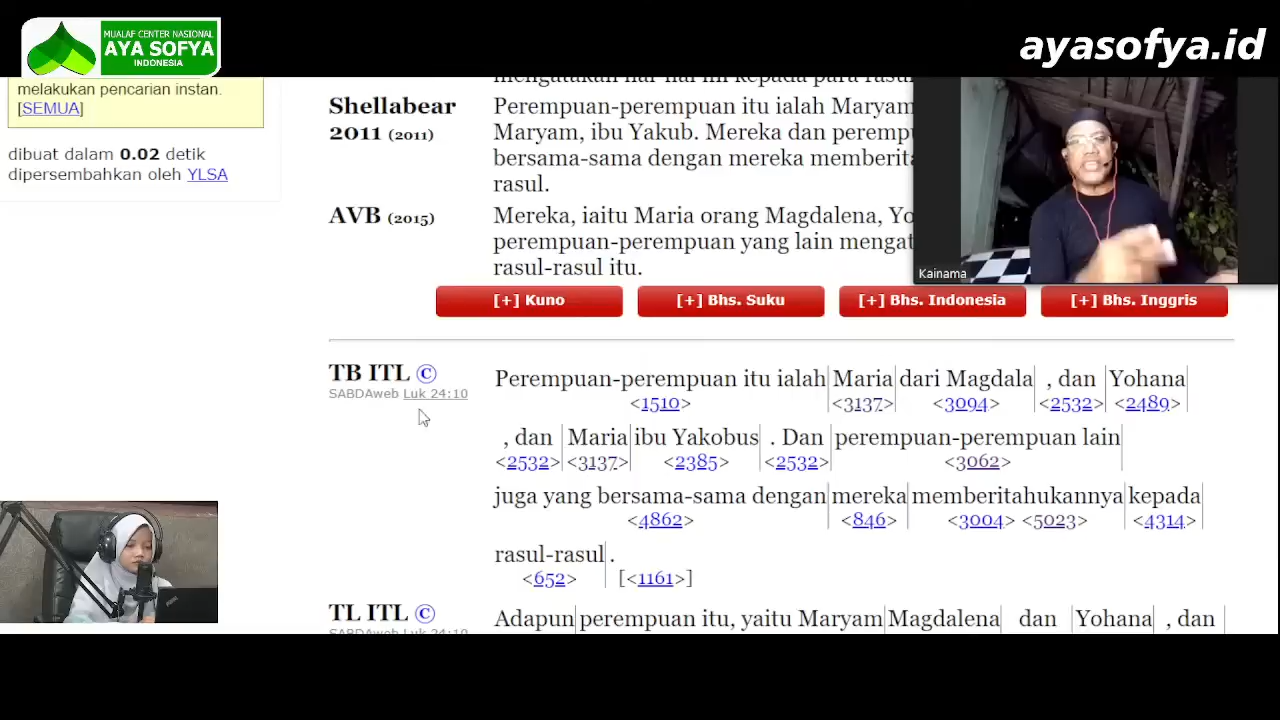 MUALAF CENTER NASIONAL
AYA SOFYA
INDONESIA
ayasofya.id
melakukan pencarian instan.
[SEMUA]
dibuat dalam 0.02 detik
dipersembahkan oleh YLSA
Shellabear Perempuan-perempuan itu ialah Maryam
2011 (2011) Maryam, ibu Yakub. Mereka dan
bersama-sama dengan mereka
rasul.
AVB (2015) Mereka, iaitu Maria orang Magdalena,
perempuan-perempuan yang lain
rasul-rasul itu.
Kainama
[+] Kuno [+] Bhs. Suku [+] Bhs. Indonesia [+] Bhs. Inggris
TB ITL © Perempuan-perempuan itu ialah Maria dari Magdala , dan Yohana
SABDAweb Luk 24:10 <1510> <3137> <3094> <2532> <2489>
, dan Maria ibu Yakobus . Dan perempuan-perempuan lain
<2532> <3137> <2385> <2532> <3062>
juga yang bersama-sama dengan mereka memberitahukannya kepada
<4862> <846> <3004> <5023> <4314>
rasul-rasul .
<652> [<1161>]
TL ITL © Adapun perempuan itu, yaitu Maryam Magdalena dan Yohana , dan
SABDAweb Luk 24:10